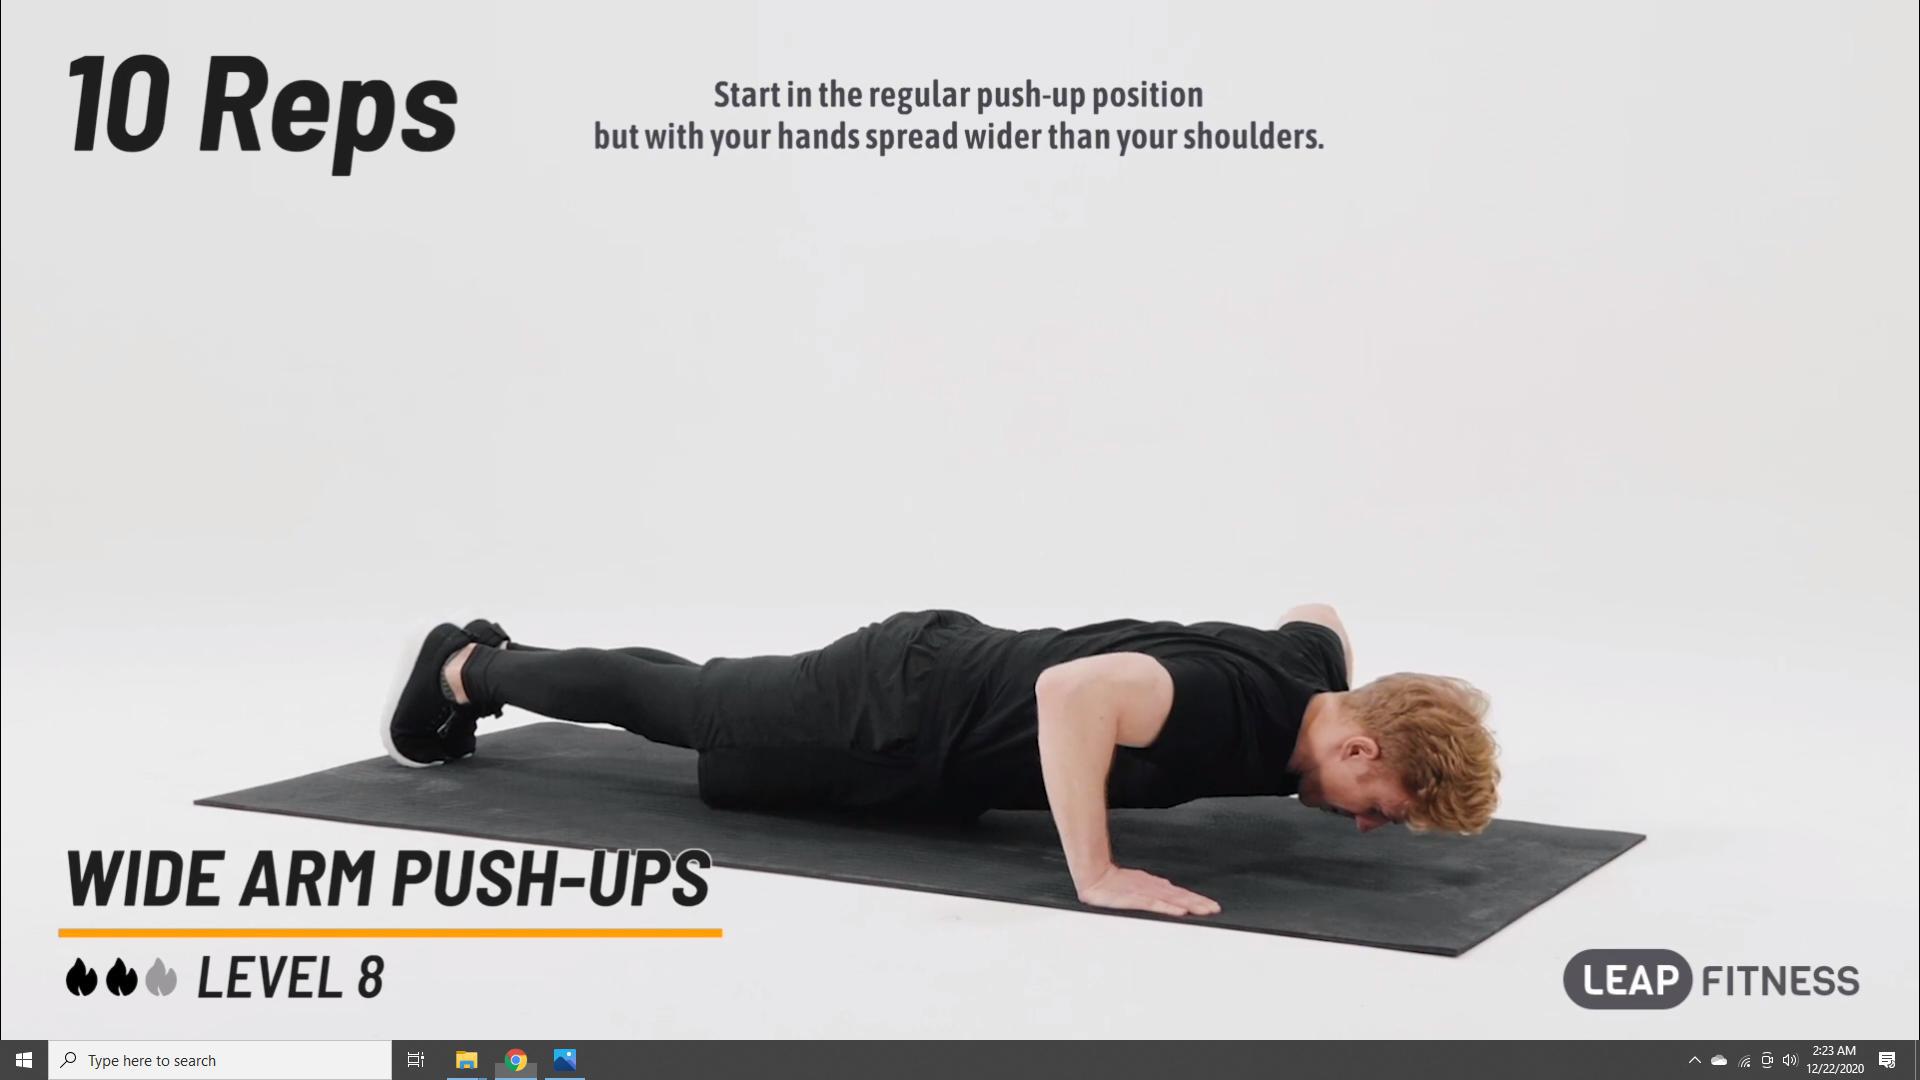 10 Reps
Start in the regular push-up position
but with your hands spread wider than your shoulders.
WIDE ARM PUSH-UPS
LEVEL 8
LEAP FITNESS
Type here to search
2:23 AM
12/22/2020